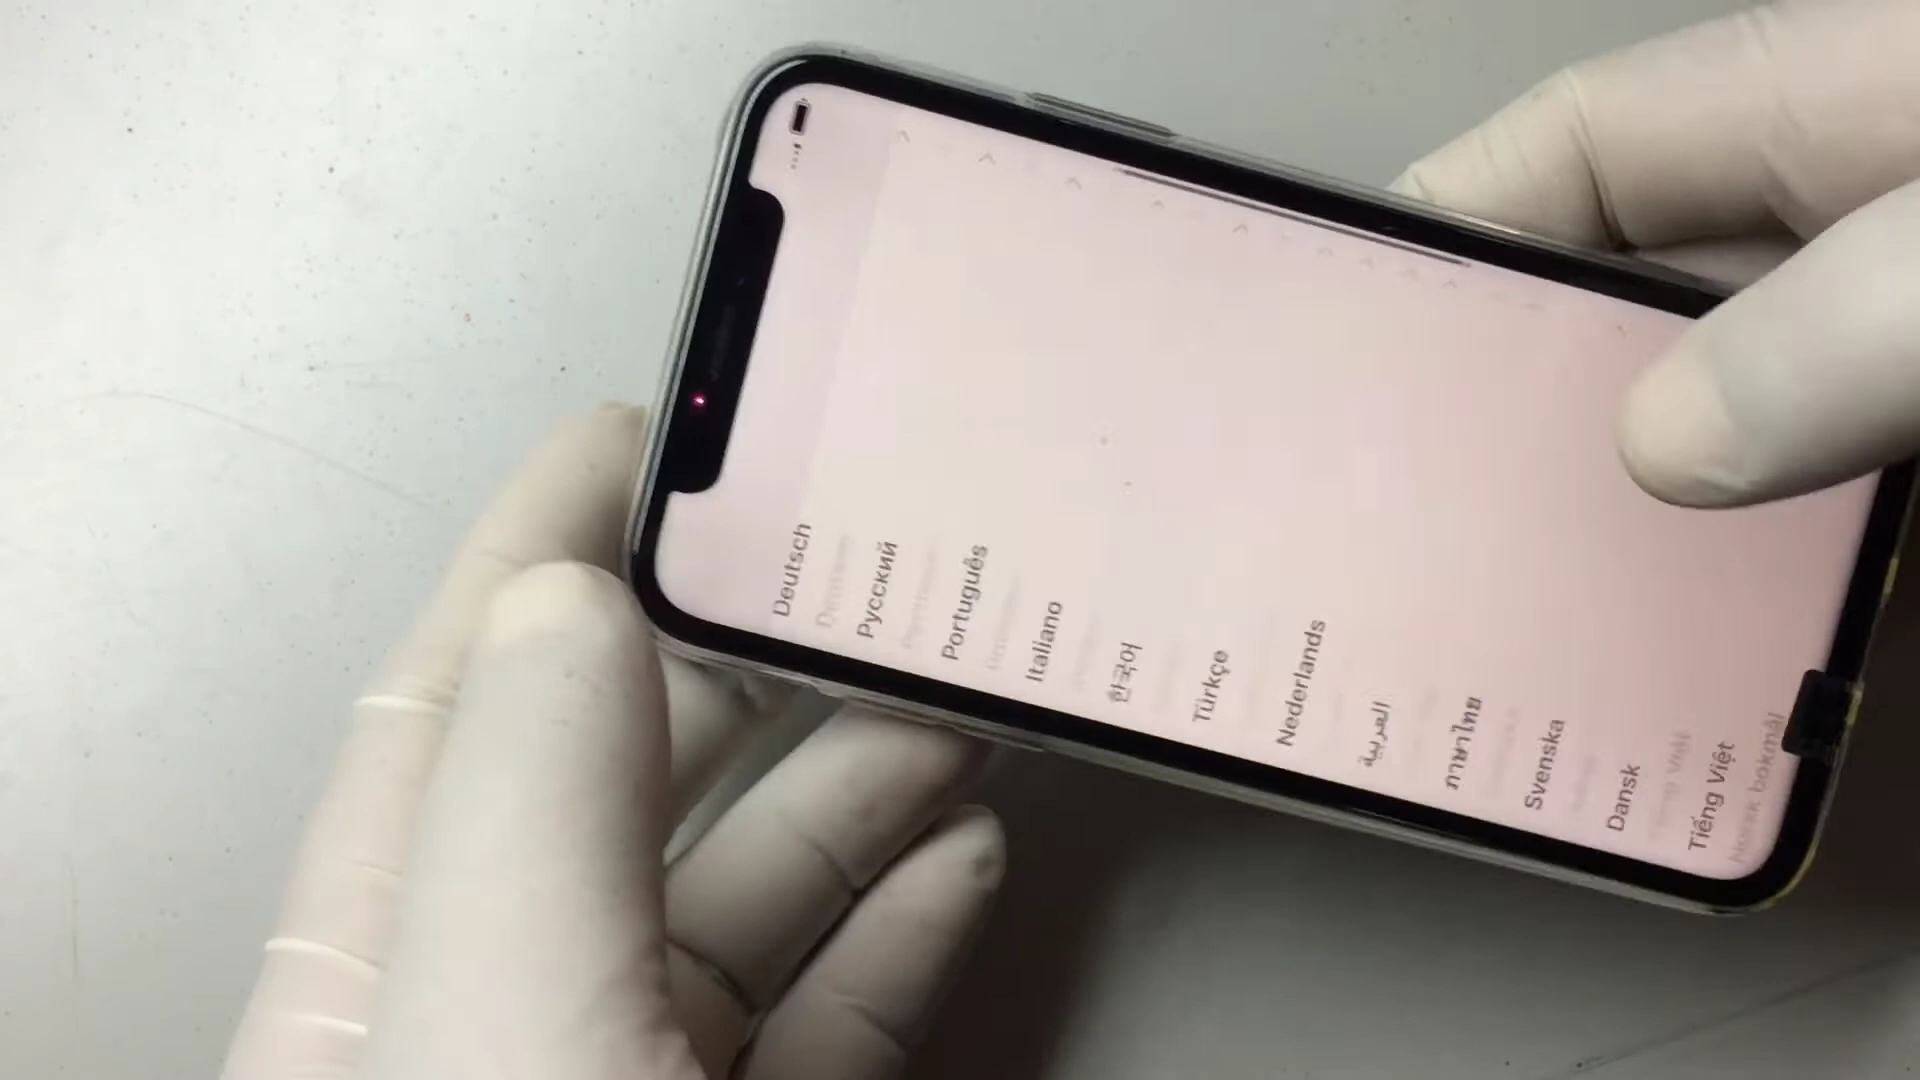 Deutsch
Русский
Português
Italiano
한국어
Türkçe
Nederlands
العربية
ภาษาไทย
Svenska
Dansk
Tiếng Việt
Norsk bokmål